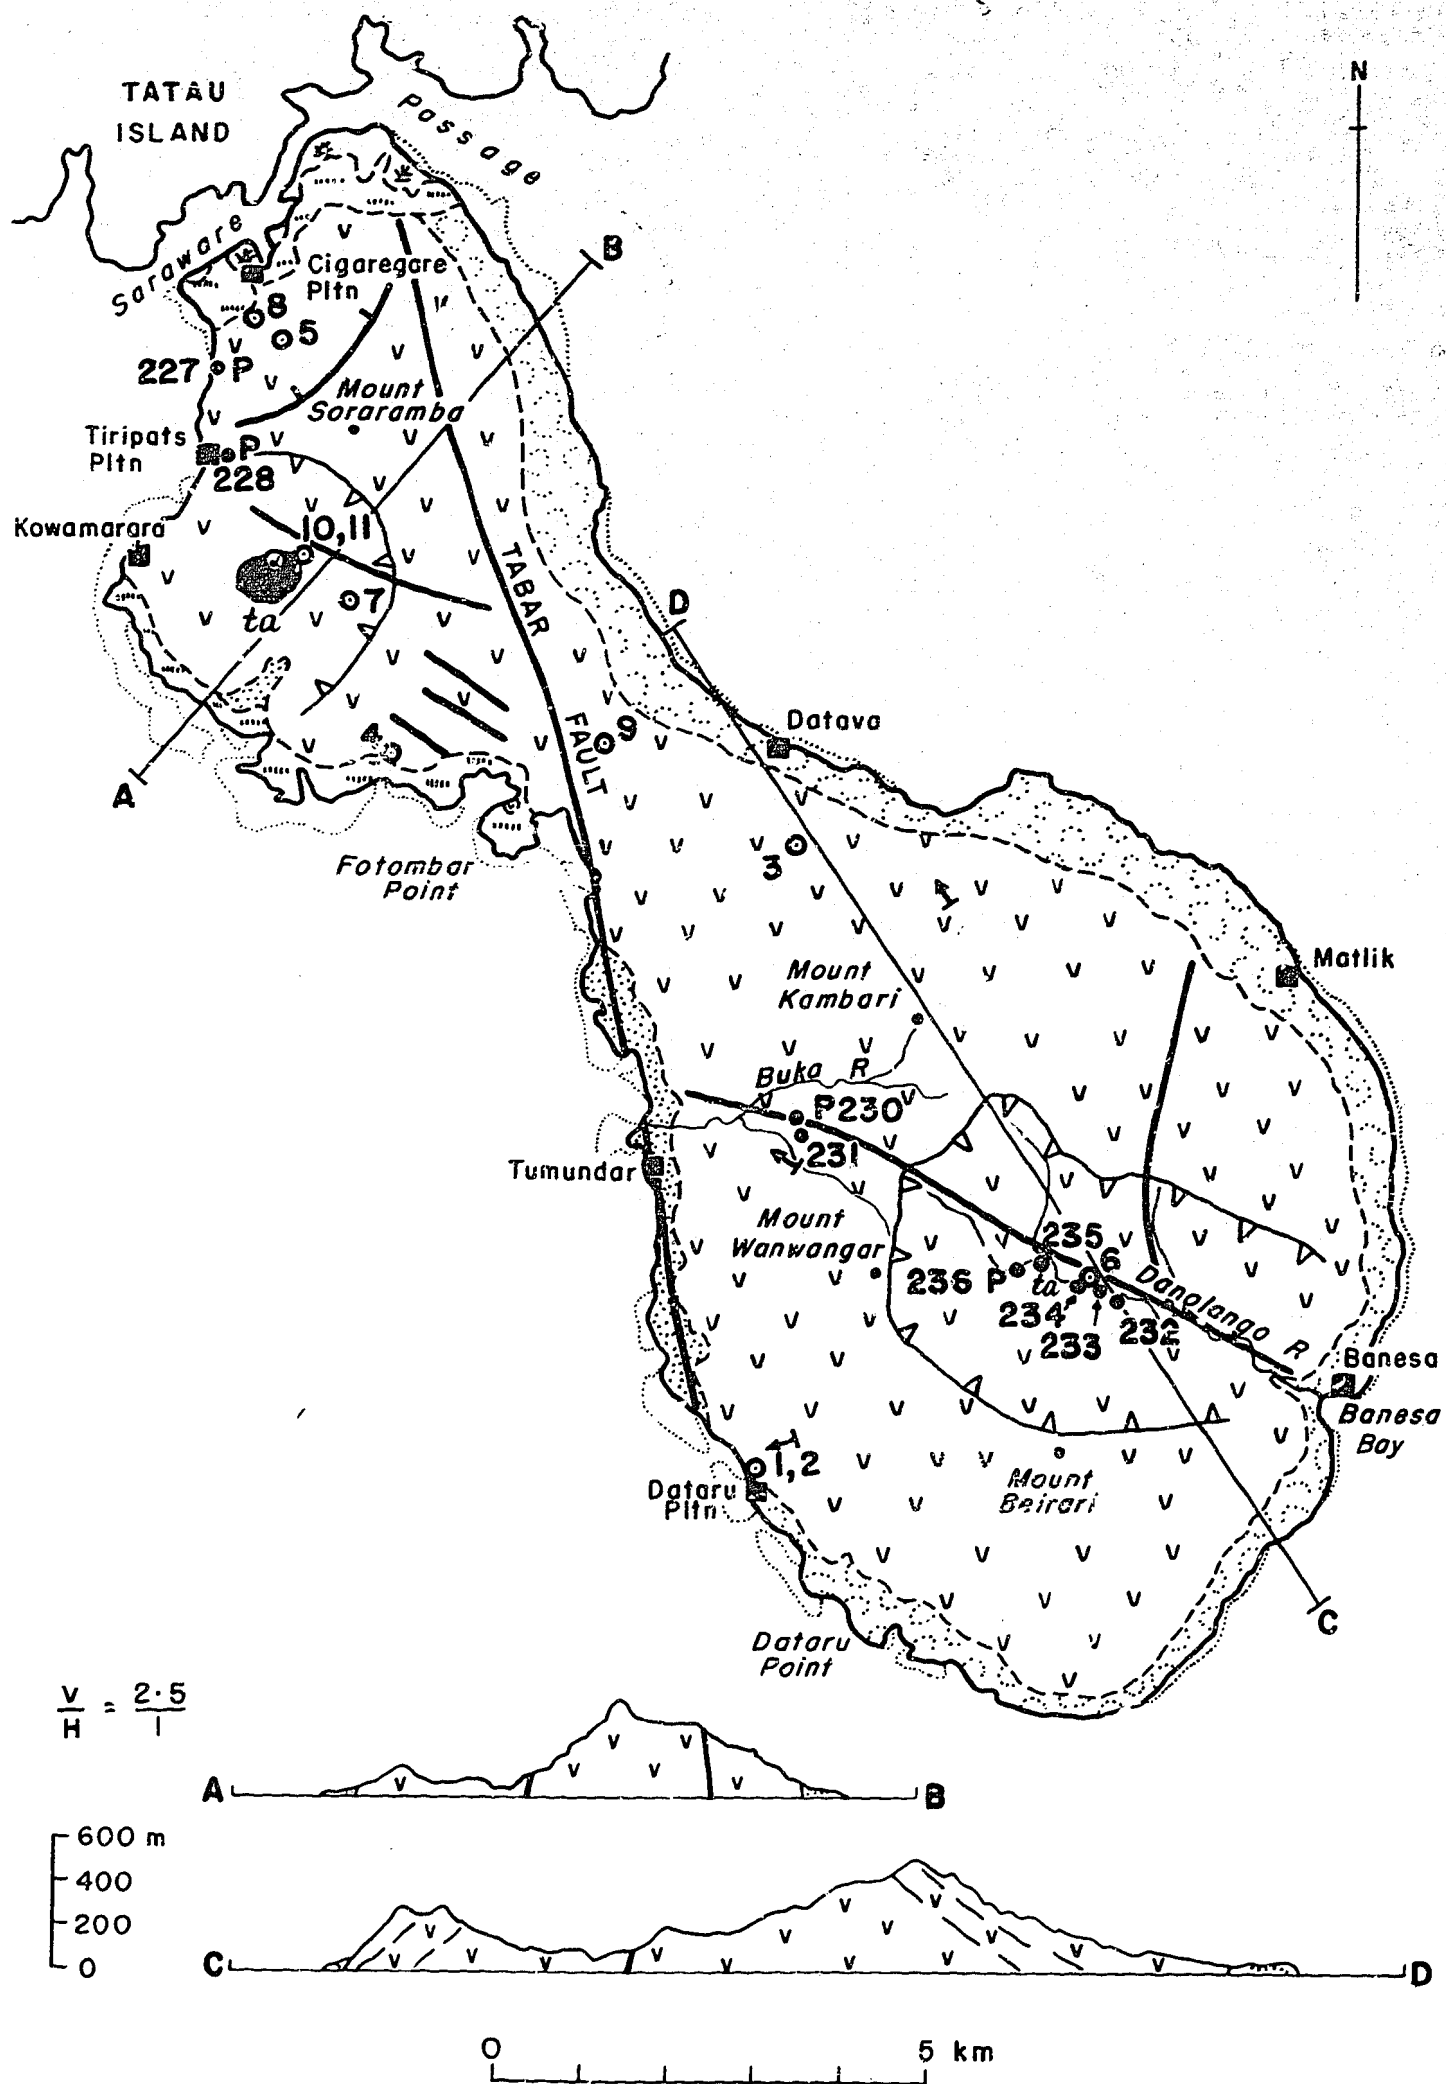 TATAU
ISLAND
Passage
N
Saraware
Cigaregare
Pltn
B
8
5
227 P
Mount
Soraramba
Tiripats
Pltn
P
228
Kowamarara
10,11
7
ta
TABAR
FAULT
D
Datava
9
4
A
3
Fotombar
Point
Mount
Kambari
Matlik
Buka R
P 230
231
Tumundar
Mount
Wanwangar
235
6
236 P
ta
234
233
232
Danalango R
Banesa
Banesa
Bay
1,2
Dataru
Pltn
Mount
Beirari
C
Dataru
Point
V/H = 2·5/1
A
B
600 m
400
200
0
C
D
0
5 km